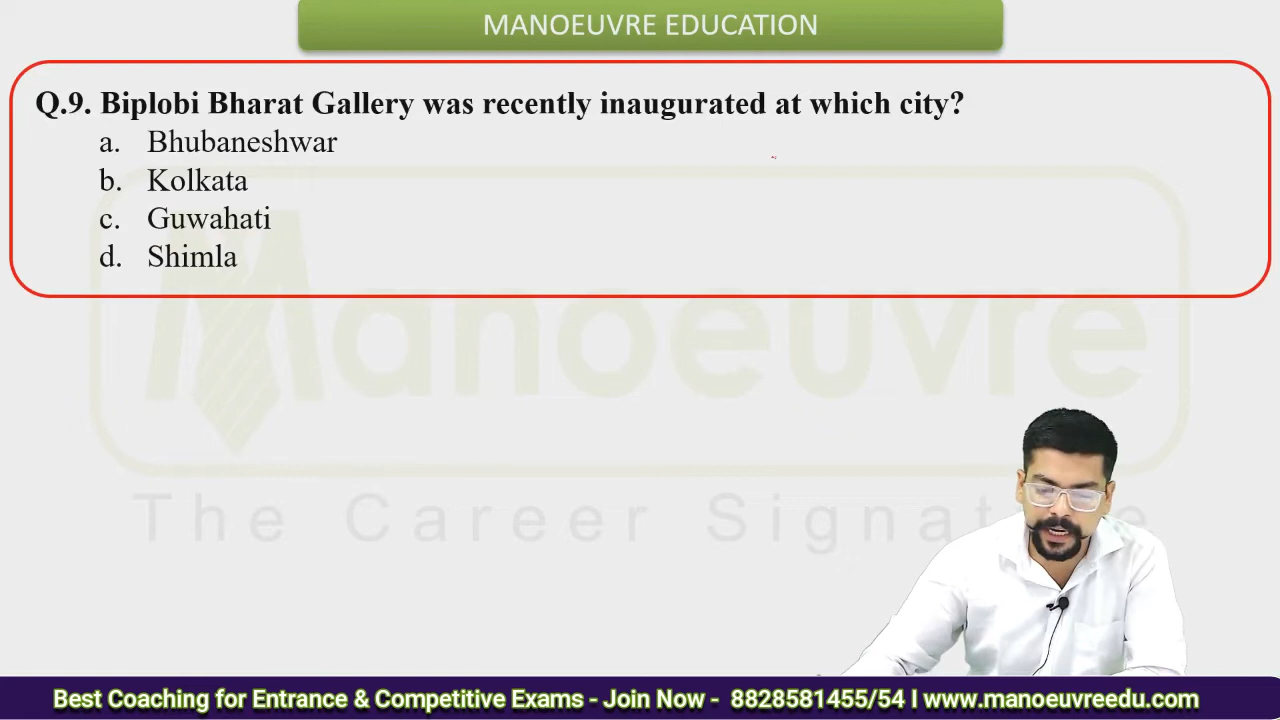 MANOEUVRE EDUCATION
Q.9. Biplobi Bharat Gallery was recently inaugurated at which city?
a. Bhubaneshwar
b. Kolkata
c. Guwahati
d. Shimla
Manoeuvre
The Career Signature
Best Coaching for Entrance & Competitive Exams - Join Now - 8828581455/54 I www.manoeuvreedu.com